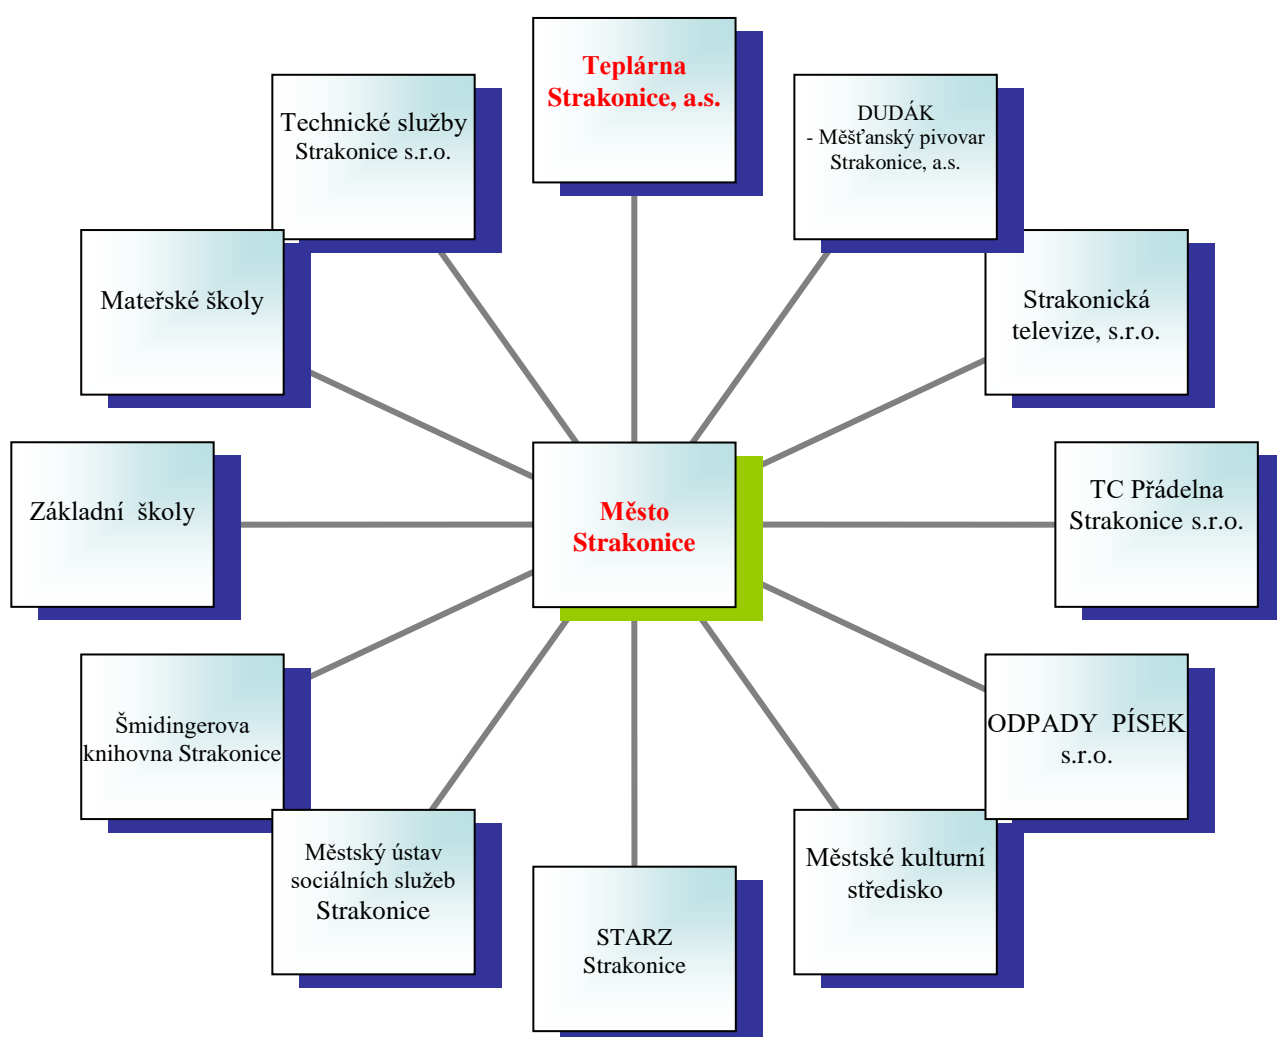 Teplárna
Strakonice, a.s.
Technické služby
Strakonice s.r.o.
DUDÁK
- Měšťanský pivovar
Strakonice, a.s.
Mateřské školy
Strakonická
televize, s.r.o.
Základní školy
Město
Strakonice
TC Přádelna
Strakonice s.r.o.
Šmidingerova
knihovna Strakonice
ODPADY PÍSEK
s.r.o.
Městský ústav
sociálních služeb
Strakonice
Městské kulturní
středisko
STARZ
Strakonice